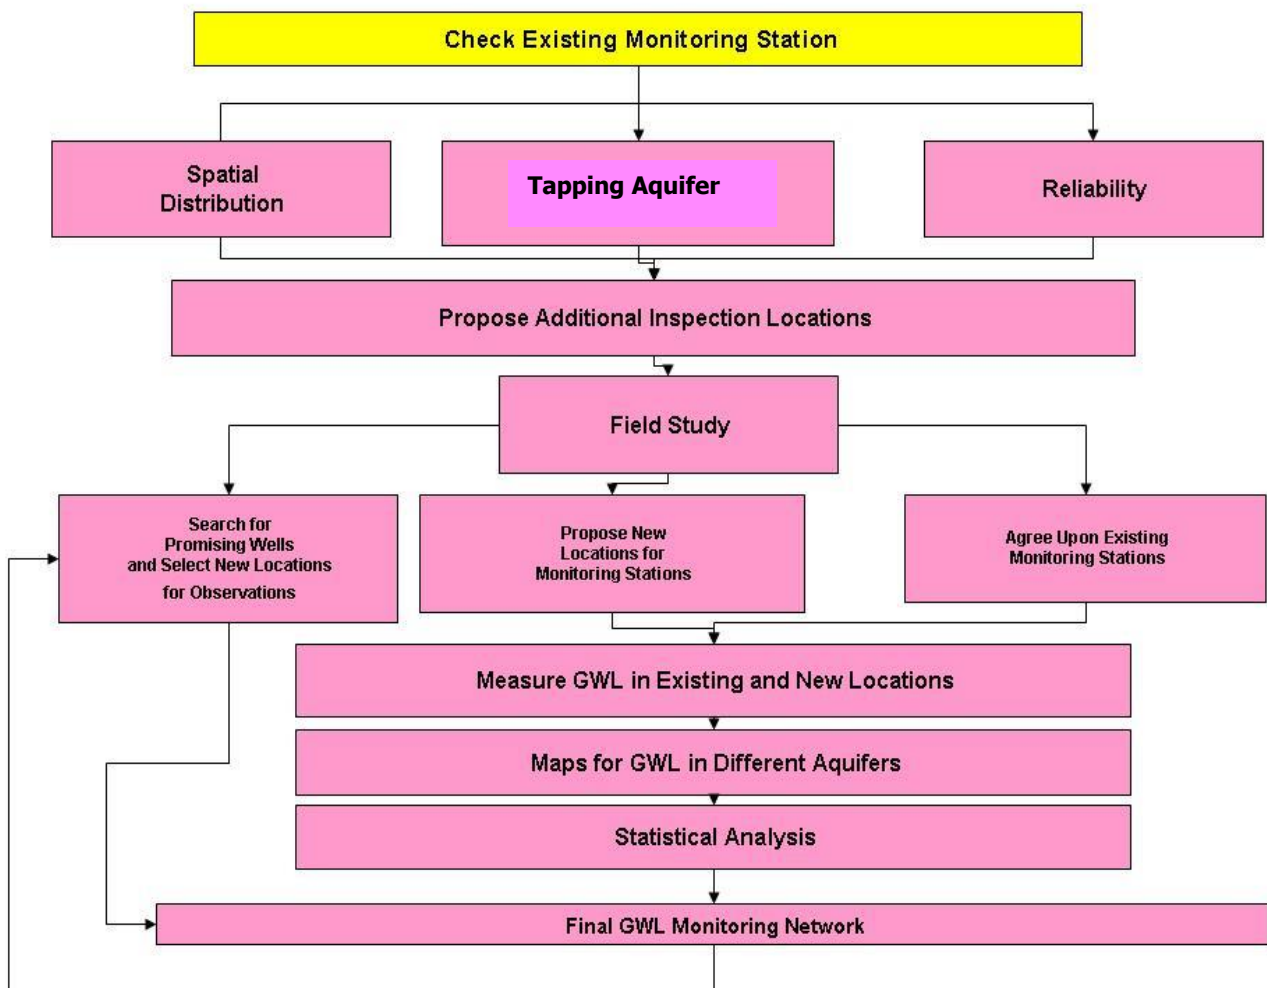 Check Existing Monitoring Station
Spatial
Distribution
Tapping Aquifer
Reliability
Propose Additional Inspection Locations
Field Study
Search for
Promising Wells
and Select New Locations
for Observations
Propose New
Locations for
Monitoring Stations
Agree Upon Existing
Monitoring Stations
Measure GWL in Existing and New Locations
Maps for GWL in Different Aquifers
Statistical Analysis
Final GWL Monitoring Network